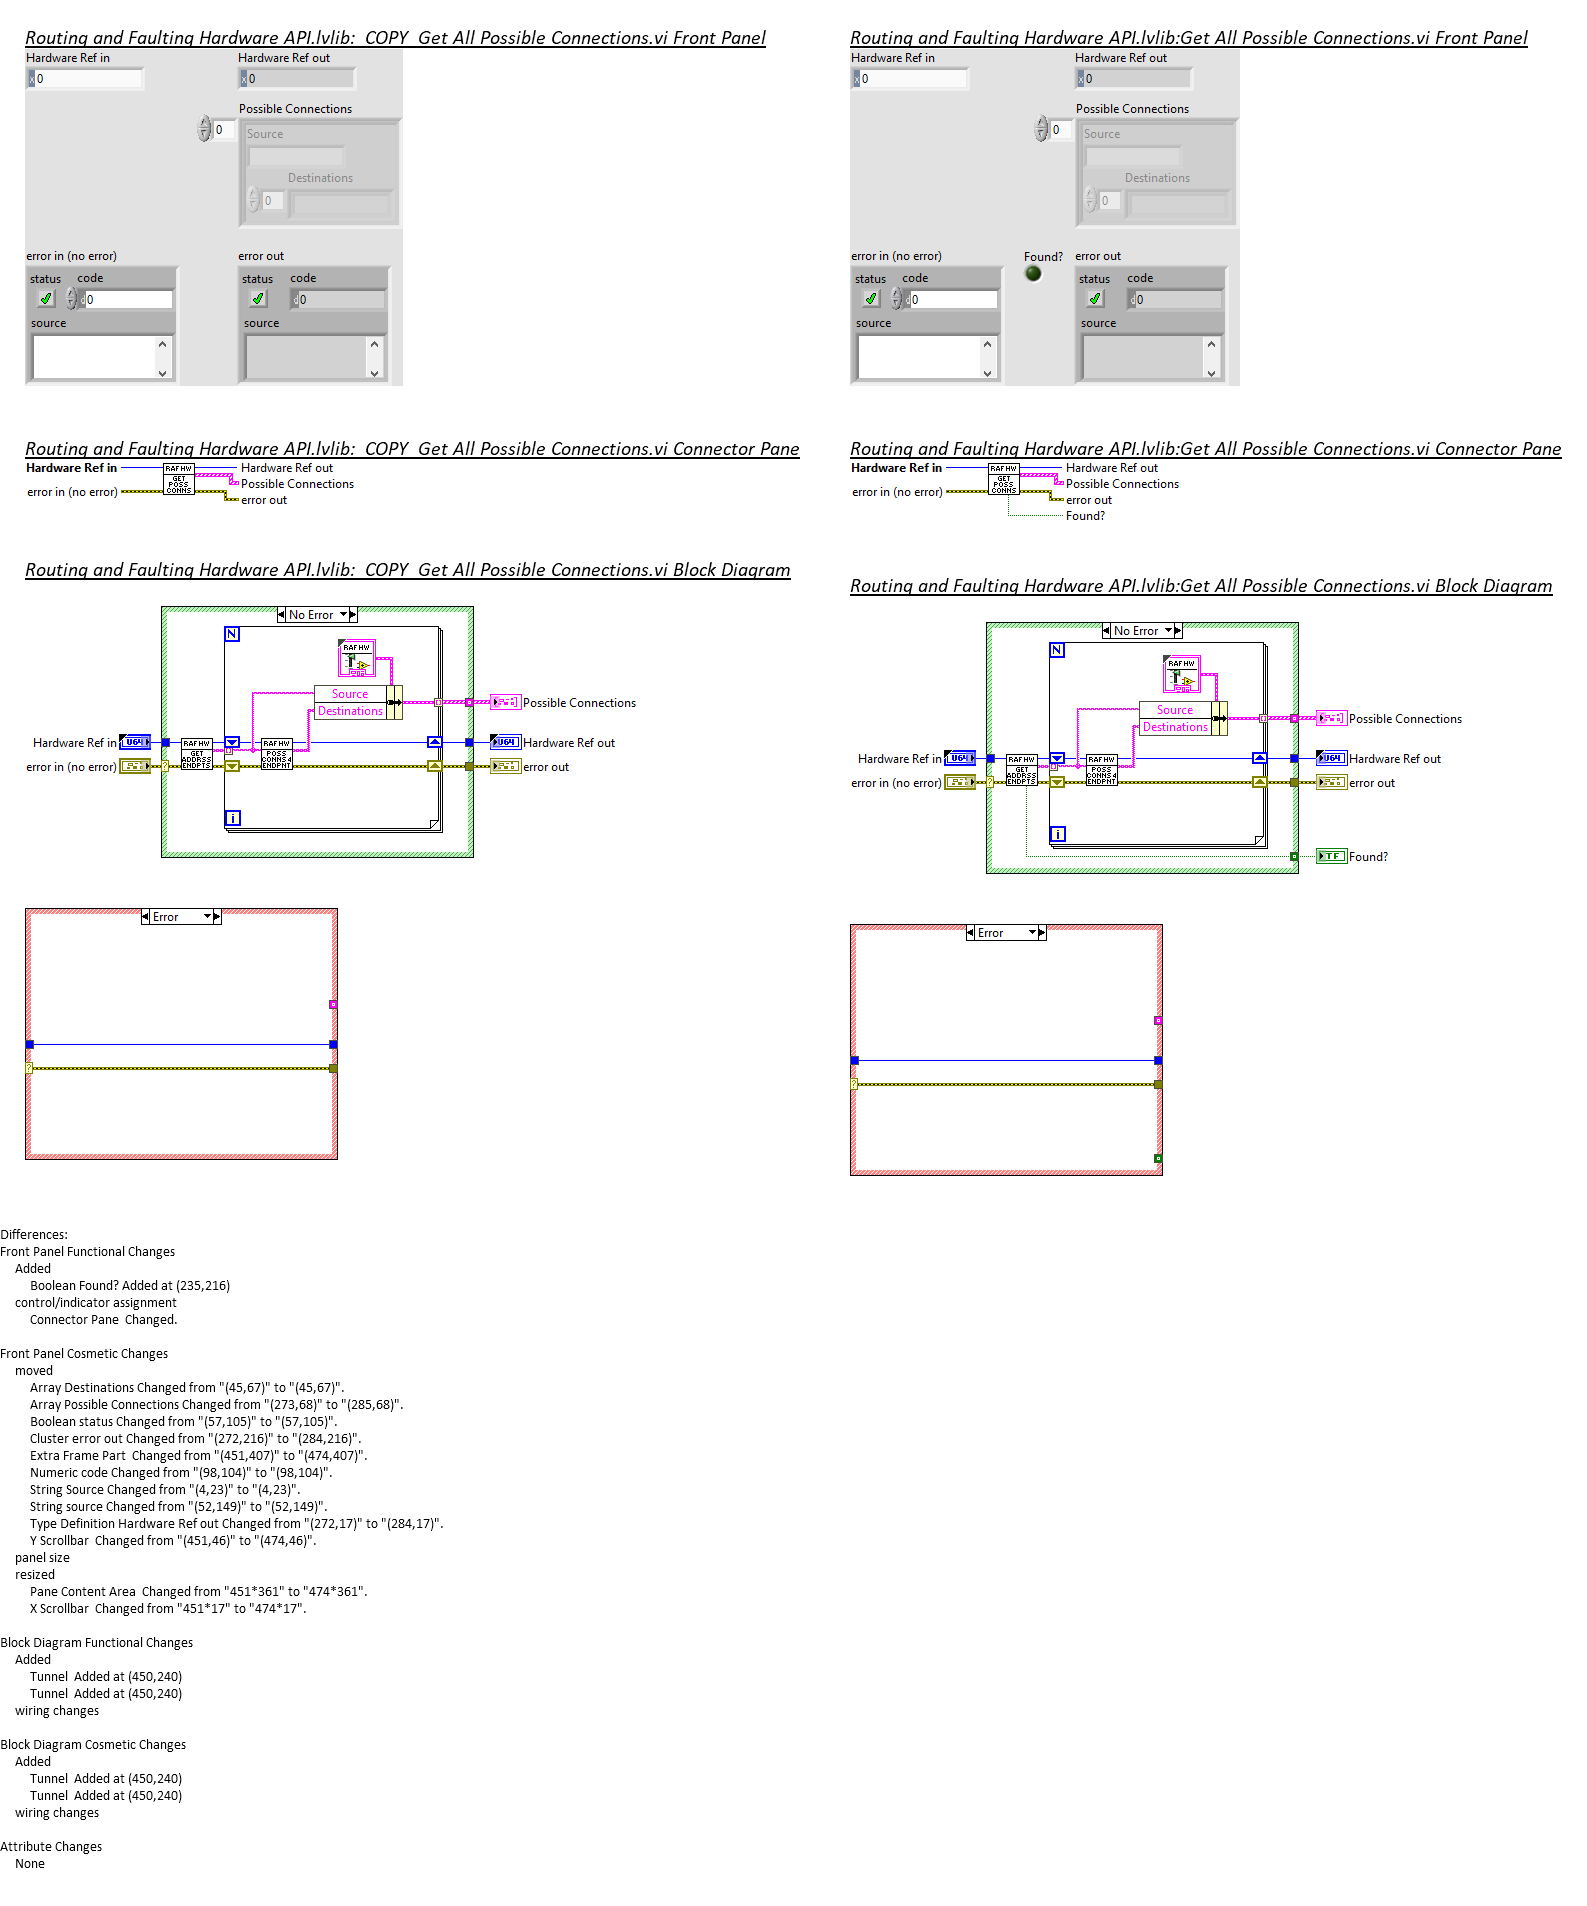 Routing and Faulting Hardware API.lvlib:  COPY  Get All Possible Connections.vi Front Panel
Hardware Ref in
Hardware Ref out
x 0
x 0
Possible Connections
0
Source
Destinations
0
error in (no error)
error out
status
code
status
code
d 0
d 0
source
source
Routing and Faulting Hardware API.lvlib:Get All Possible Connections.vi Front Panel
Hardware Ref in
Hardware Ref out
x 0
x 0
Possible Connections
0
Source
Destinations
0
error in (no error)
Found?
error out
status
code
status
code
d 0
d 0
source
source
Routing and Faulting Hardware API.lvlib:  COPY  Get All Possible Connections.vi Connector Pane
Hardware Ref in
RAF HW
GET
POSS
CONNS
Hardware Ref out
Possible Connections
error in (no error)
error out
Routing and Faulting Hardware API.lvlib:Get All Possible Connections.vi Connector Pane
Hardware Ref in
RAF HW
GET
POSS
CONNS
Hardware Ref out
Possible Connections
error in (no error)
error out
Found?
Routing and Faulting Hardware API.lvlib:  COPY  Get All Possible Connections.vi Block Diagram
No Error
N
RAF HW
Source
Destinations
Possible Connections
Hardware Ref in
U64
RAF HW
GET
ADDRSS
ENDPTS
RAF HW
POSS
CONNS 4
ENDPNT
U64
Hardware Ref out
error in (no error)
?
error out
i
Error
?
Routing and Faulting Hardware API.lvlib:Get All Possible Connections.vi Block Diagram
No Error
N
RAF HW
Source
Destinations
Possible Connections
Hardware Ref in
U64
RAF HW
GET
ADDRSS
ENDPTS
RAF HW
POSS
CONNS 4
ENDPNT
U64
Hardware Ref out
error in (no error)
?
error out
i
TF
Found?
Error
?
Differences:
Front Panel Functional Changes
Added
Boolean Found? Added at (235,216)
control/indicator assignment
Connector Pane  Changed.
Front Panel Cosmetic Changes
moved
Array Destinations Changed from "(45,67)" to "(45,67)".
Array Possible Connections Changed from "(273,68)" to "(285,68)".
Boolean status Changed from "(57,105)" to "(57,105)".
Cluster error out Changed from "(272,216)" to "(284,216)".
Extra Frame Part  Changed from "(451,407)" to "(474,407)".
Numeric code Changed from "(98,104)" to "(98,104)".
String Source Changed from "(4,23)" to "(4,23)".
String source Changed from "(52,149)" to "(52,149)".
Type Definition Hardware Ref out Changed from "(272,17)" to "(284,17)".
Y Scrollbar  Changed from "(451,46)" to "(474,46)".
panel size
resized
Pane Content Area  Changed from "451*361" to "474*361".
X Scrollbar  Changed from "451*17" to "474*17".
Block Diagram Functional Changes
Added
Tunnel  Added at (450,240)
Tunnel  Added at (450,240)
wiring changes
Block Diagram Cosmetic Changes
Added
Tunnel  Added at (450,240)
Tunnel  Added at (450,240)
wiring changes
Attribute Changes
None